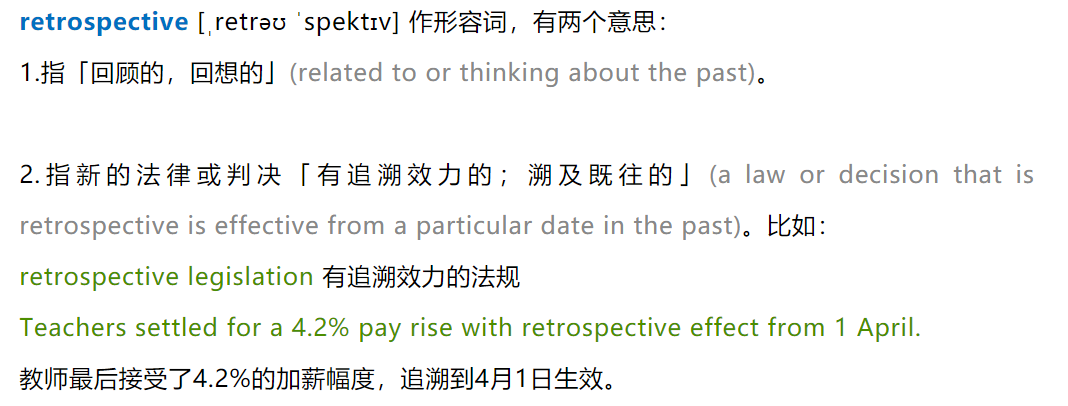 retrospective [ˌretrəʊ ˈspektɪv] 作形容词，有两个意思：
1.指「回顾的，回想的」(related to or thinking about the past)。
2.指新的法律或判决「有追溯效力的；溯及既往的」(a law or decision that is
retrospective is effective from a particular date in the past)。比如：
retrospective legislation 有追溯效力的法规
Teachers settled for a 4.2% pay rise with retrospective effect from 1 April.
教师最后接受了4.2%的加薪幅度，追溯到4月1日生效。